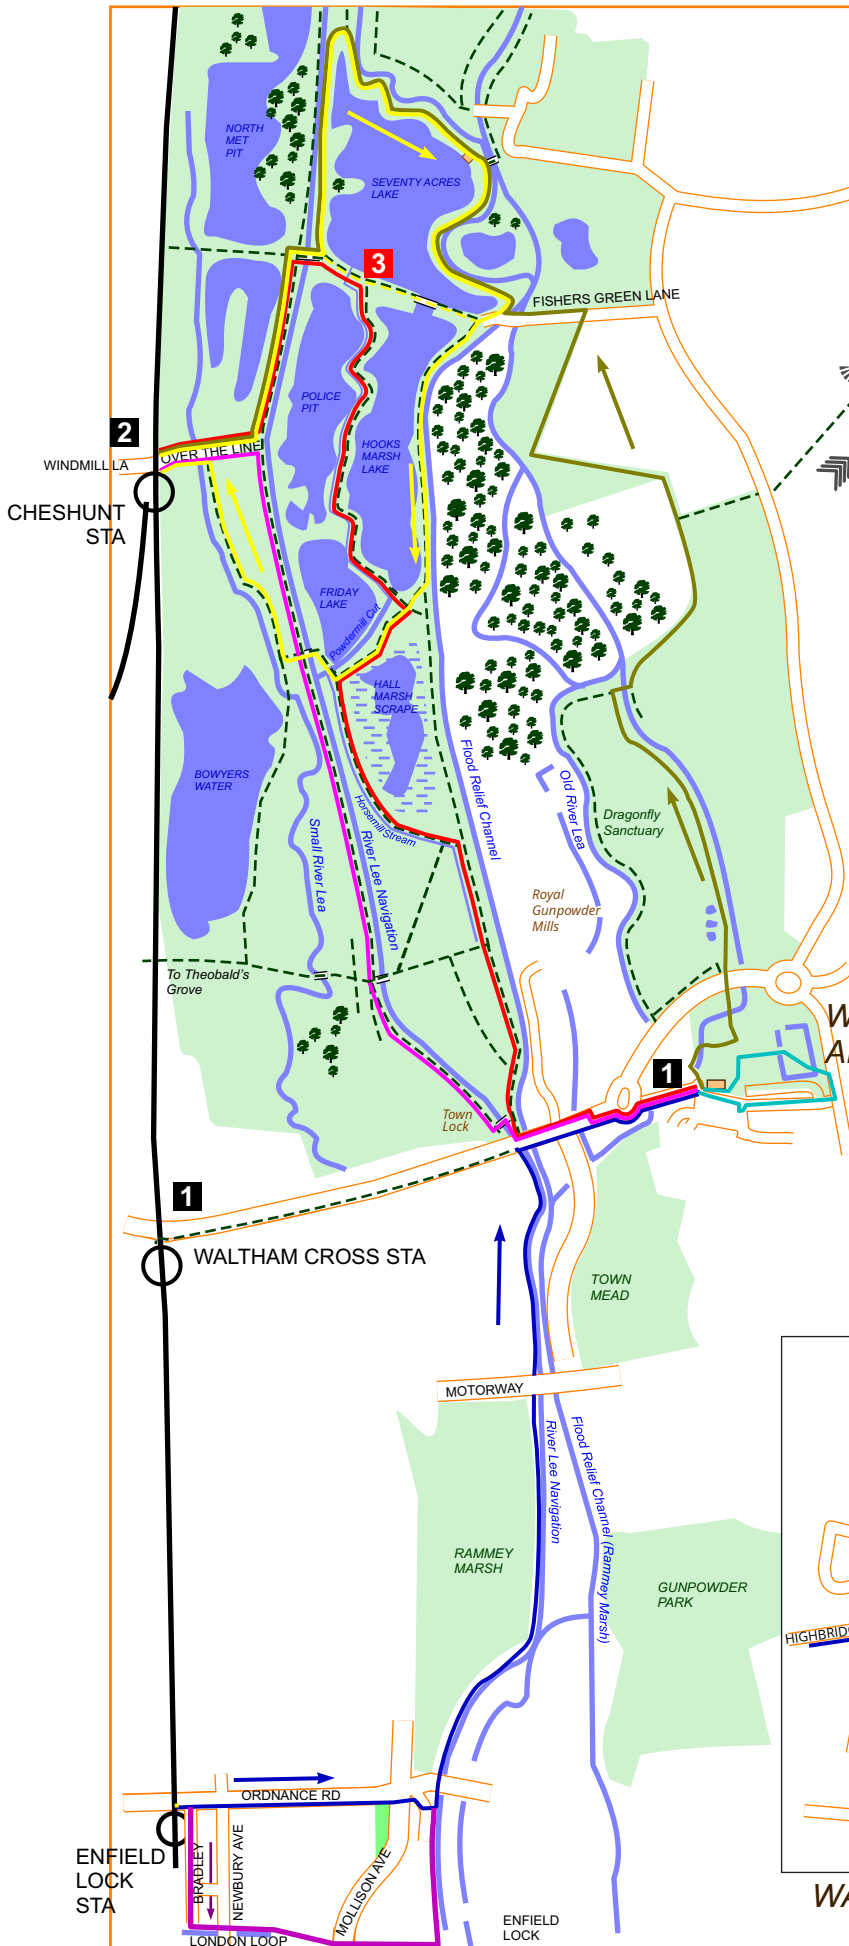 NORTH
MET
PIT
SEVENTY ACRES
LAKE
3
FISHERS GREEN LANE
POLICE
PIT
2
HOOKS
MARSH
LAKE
OVER THE LINE
WINDMILL LA
CHESHUNT
STA
FRIDAY
LAKE
Powdermill Cut
HALL
MARSH
SCRAPE
BOWYERS
WATER
Flood Relief Channel
Old River Lea
Horsemill Stream
Dragonfly
Sanctuary
Small River Lea
River Lee Navigation
Royal
Gunpowder
Mills
To Theobald's
Grove
1
Town
Lock
1
WALTHAM CROSS STA
TOWN
MEAD
MOTORWAY
River Lee Navigation
Flood Relief Channel (Rammey Marsh)
RAMMEY
MARSH
GUNPOWDER
PARK
HIGHBRID
ORDNANCE RD
ENFIELD
LOCK
STA
BRADLEY
NEWBURY AVE
MOLLISON AVE
WA
ENFIELD
LOCK
LONDON LOOP